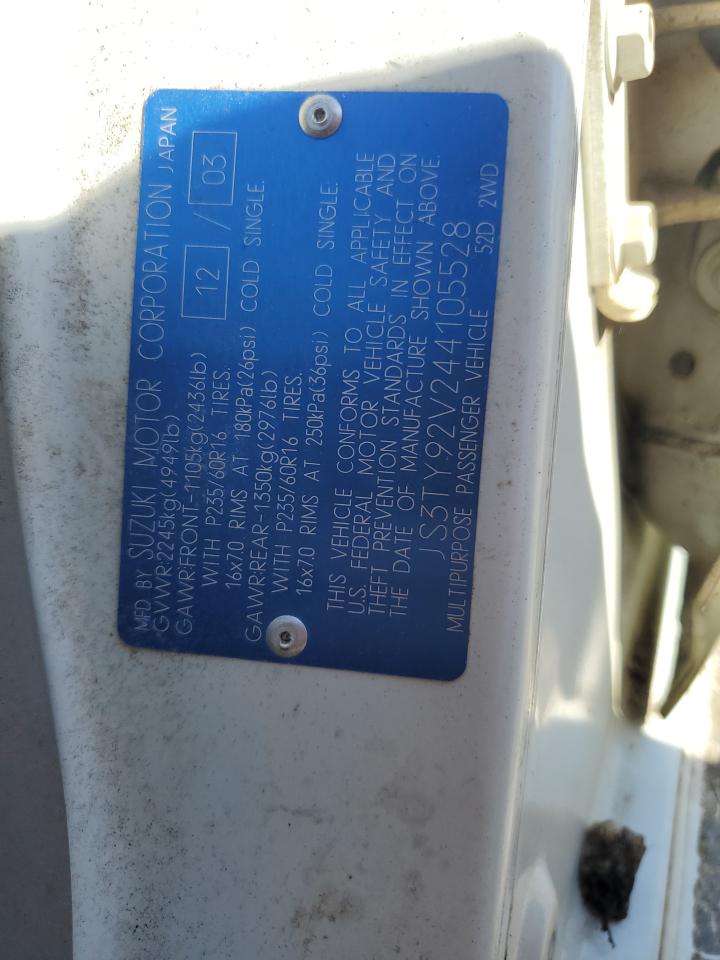 MFD BY SUZUKI MOTOR CORPORATION JAPAN
GVWR:2245kg(4949lb) 12 / 03
GAWR:FRONT-1105kg(2436lb)
WITH P235/60R16 TIRES.
16x7.0 RIMS AT 180kPa(26psi) COLD SINGLE.
GAWR:REAR-1350kg(2976lb)
WITH P235/60R16 TIRES.
16x7.0 RIMS AT 250kPa(36psi) COLD SINGLE.
THIS VEHICLE CONFORMS TO ALL APPLICABLE
U.S. FEDERAL MOTOR VEHICLE SAFETY AND
THEFT PREVENTION STANDARDS IN EFFECT ON
THE DATE OF MANUFACTURE SHOWN ABOVE.
JS3TY92V244105528
MULTIPURPOSE PASSENGER VEHICLE 52D 2WD